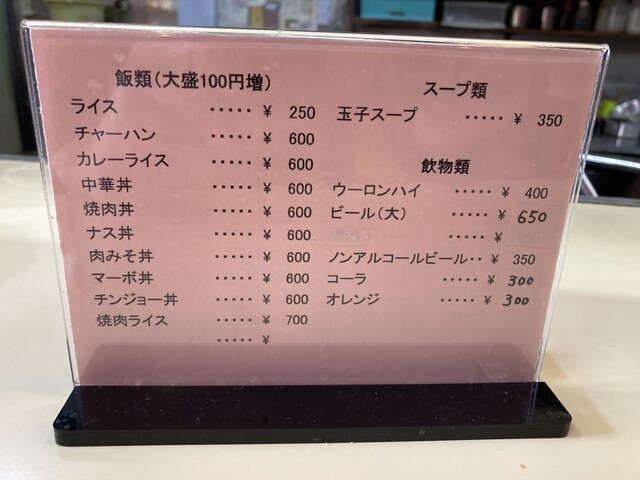 飯類(大盛100円増)
ライス ・・・・・ ¥ 250
チャーハン ・・・・・ ¥ 600
カレーライス ・・・・・ ¥ 600
中華丼 ・・・・・ ¥ 600
焼肉丼 ・・・・・ ¥ 600
ナス丼 ・・・・・ ¥ 600
肉みそ丼 ・・・・・ ¥ 600
マーボ丼 ・・・・・ ¥ 600
チンジョー丼 ・・・・・ ¥ 600
焼肉ライス ・・・・・ ¥ 700
・・・・・ ¥
スープ類
玉子スープ ・・・・・ ¥ 350
飲物類
ウーロンハイ ・・・・・ ¥ 400
ビール(大) ・・・・・ ¥ 650
・・・・・ ¥
ノンアルコールビール・・ ¥ 350
コーラ ・・・・・ ¥ 300
オレンジ ・・・・・ ¥ 300